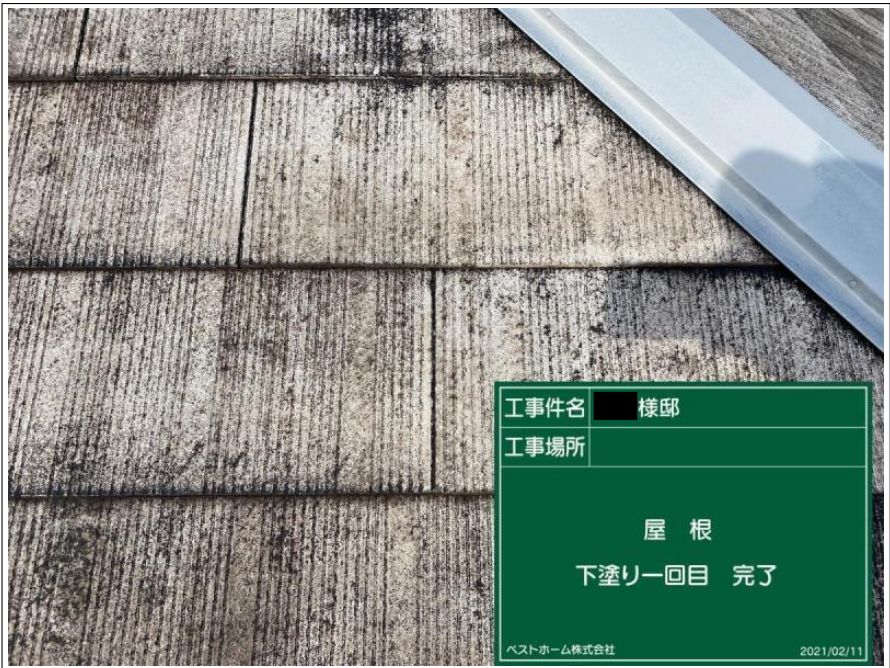 工事件名 様邸
工事場所
屋 根
下塗り一回目 完了
ベストホーム株式会社 2021/02/11